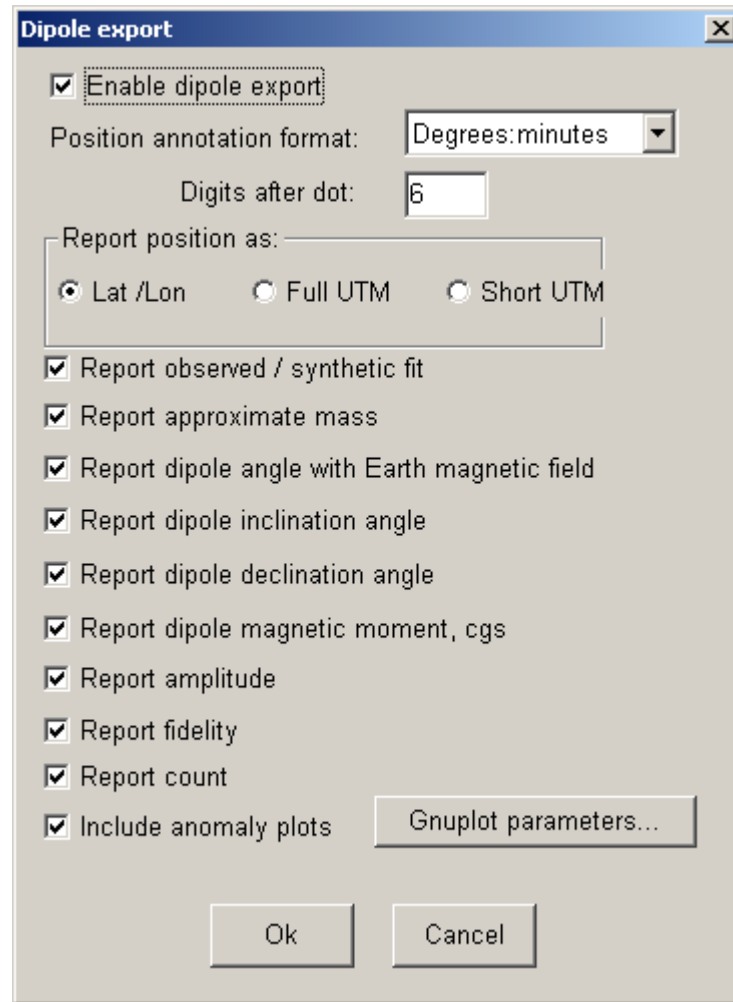 Dipole export
Enable dipole export
Position annotation format: Degrees:minutes
Digits after dot: 6
Report position as:
Lat /Lon Full UTM Short UTM
Report observed / synthetic fit
Report approximate mass
Report dipole angle with Earth magnetic field
Report dipole inclination angle
Report dipole declination angle
Report dipole magnetic moment, cgs
Report amplitude
Report fidelity
Report count
Include anomaly plots Gnuplot parameters...
Ok Cancel